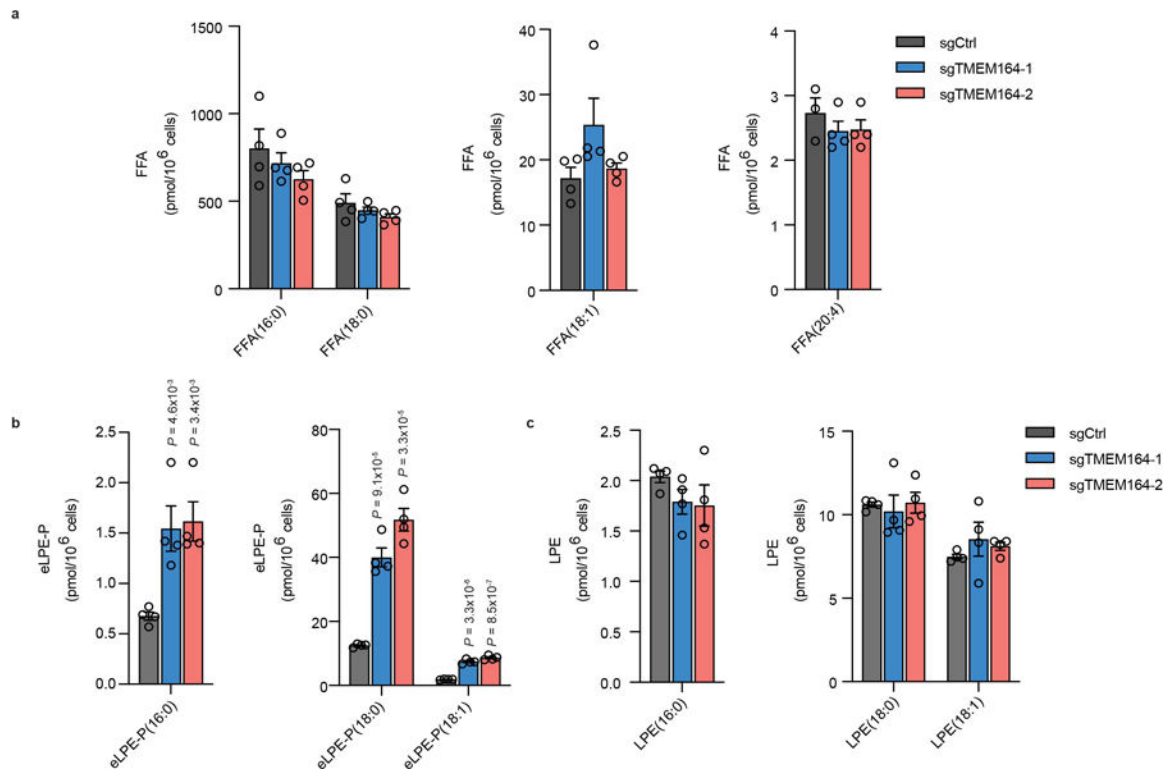 a
1500
1000
500
0
FFA
(pmol/10⁶ cells)
FFA(16:0)
FFA(18:0)
40
30
20
10
0
FFA
(pmol/10⁶ cells)
FFA(18:1)
4
3
2
1
0
FFA
(pmol/10⁶ cells)
FFA(20:4)
sgCtrl
sgTMEM164-1
sgTMEM164-2
b
2.5
2.0
1.5
1.0
0.5
0.0
eLPE-P
(pmol/10⁶ cells)
P = 4.6x10⁻³
P = 3.4x10⁻³
eLPE-P(16:0)
80
60
40
20
0
eLPE-P
(pmol/10⁶ cells)
P = 9.1x10⁻⁵
P = 3.3x10⁻⁵
P = 3.3x10⁻⁶
P = 8.5x10⁻⁷
eLPE-P(18:0)
eLPE-P(18:1)
c
2.5
2.0
1.5
1.0
0.5
0.0
LPE
(pmol/10⁶ cells)
LPE(16:0)
15
10
5
0
LPE
(pmol/10⁶ cells)
LPE(18:0)
LPE(18:1)
sgCtrl
sgTMEM164-1
sgTMEM164-2